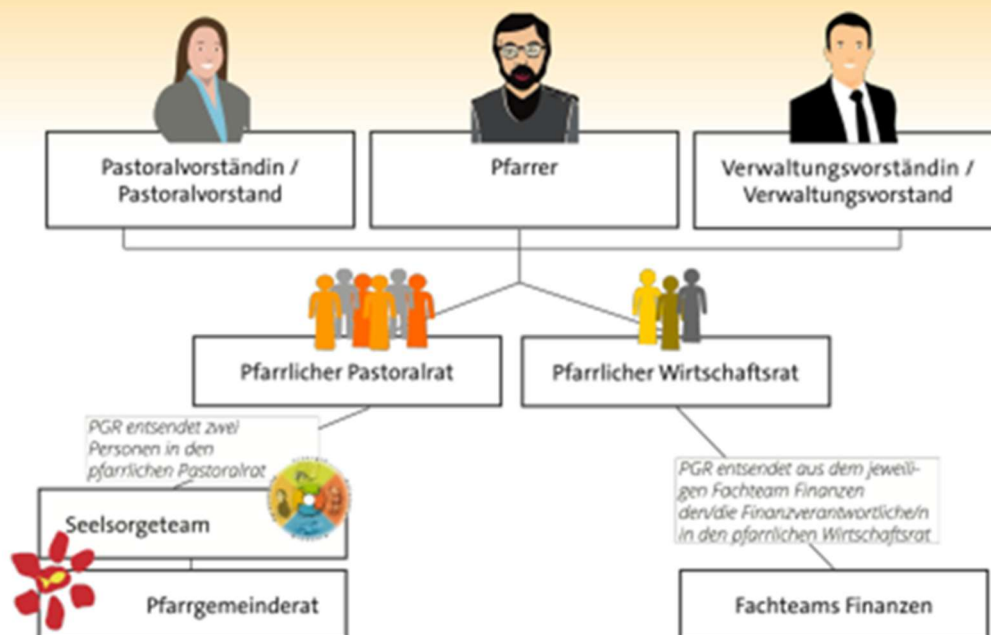 Pastoralvorständin /
Pastoralvorstand
Pfarrer
Verwaltungsvorständin /
Verwaltungsvorstand
Pfarrlicher Pastoralrat
Pfarrlicher Wirtschaftsrat
PGR entsendet zwei
Personen in den
pfarrlichen Pastoralrat
Seelsorgeteam
Pfarrgemeinderat
PGR entsendet aus dem jeweili-
gen Fachteam Finanzen
den/die Finanzverantwortliche/n
in den pfarrlichen Wirtschaftsrat
Fachteams Finanzen